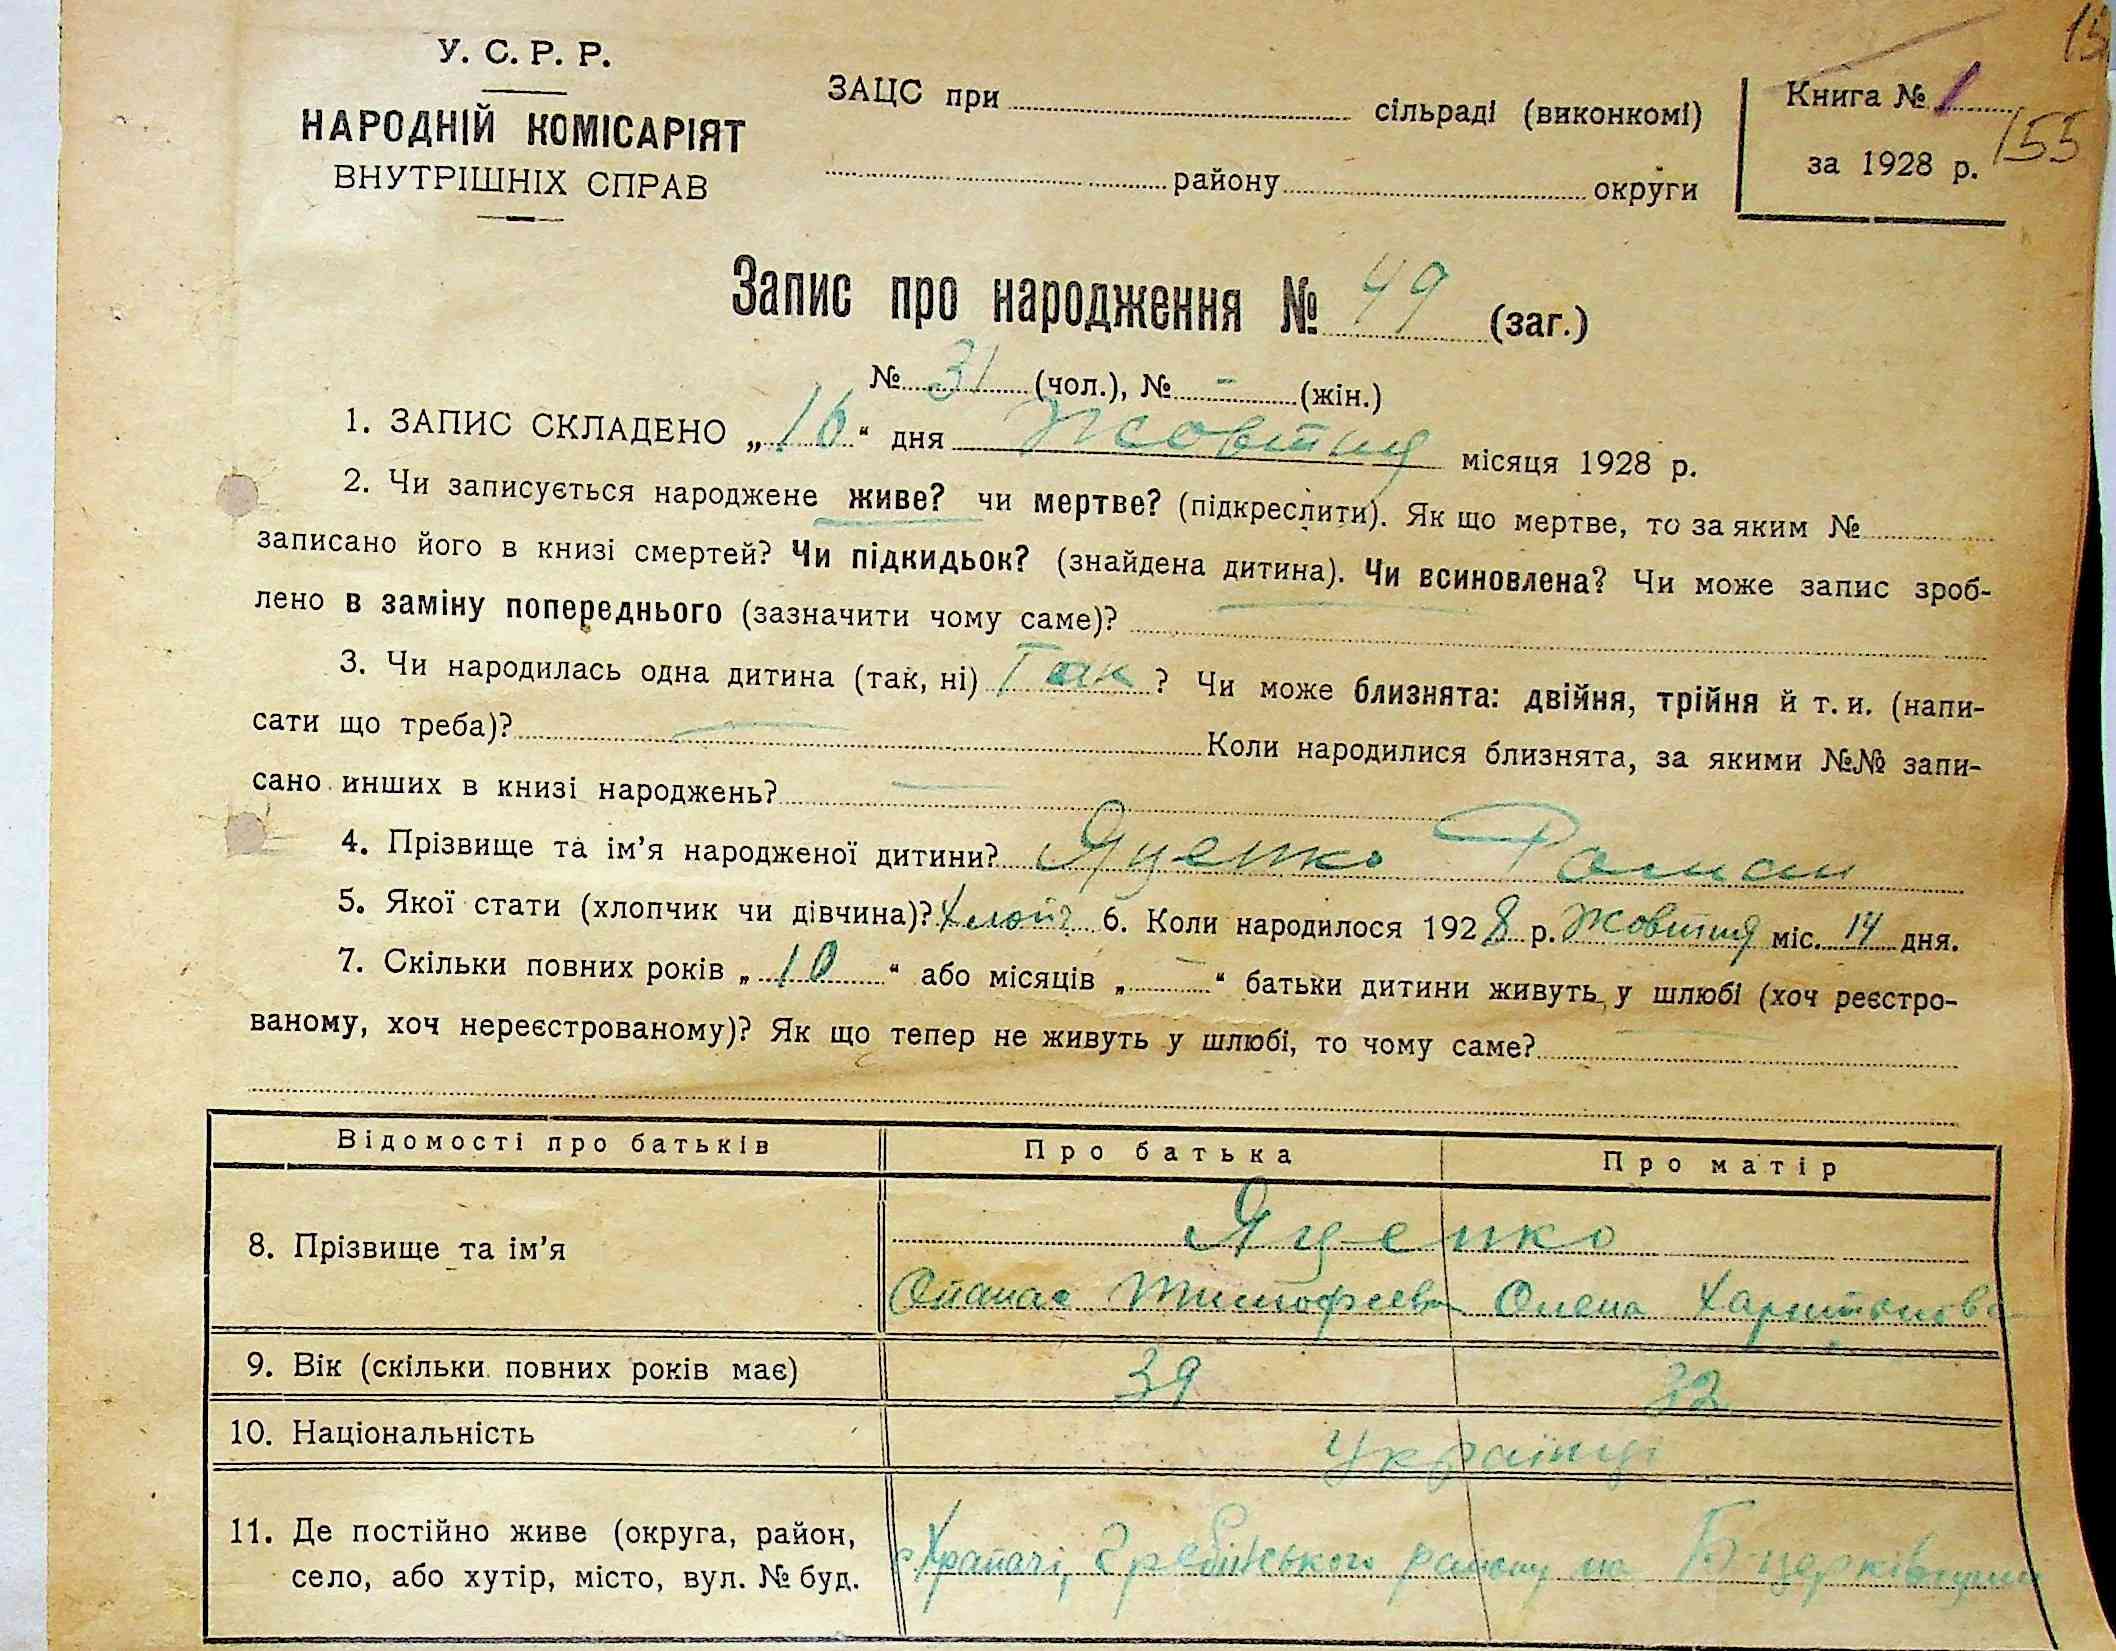 У. С. Р. Р.
НАРОДНІЙ КОМІСАРІЯТ
ВНУТРІШНІХ СПРАВ
ЗАЦС при сільраді (виконкомі)
району округи
Книга № 1
155
за 1928 р.
Запис про народження № 49 (заг.)
№ 31 (чол.), № - (жін.)
1. ЗАПИС СКЛАДЕНО „16“ дня Жовтня місяця 1928 р.
2. Чи записується народжене живе? чи мертве? (підкреслити). Як що мертве, то за яким №
записано його в книзі смертей? Чи підкидьок? (знайдена дитина). Чи всиновлена? Чи може запис зроб-
лено в заміну попереднього (зазначити чому саме)?
3. Чи народилась одна дитина (так, ні) Так? Чи може близнята: двійня, трійня й т. и. (напи-
сати що треба)? — Коли народилися близнята, за якими №№ запи-
сано инших в книзі народжень? —
4. Прізвище та ім’я народженої дитини? Яценко Роман
5. Якої стати (хлопчик чи дівчина)? Хлопч. 6. Коли народилося 1928 р. Жовтня міс. 14 дня.
7. Скільки повних років „10“ або місяців „—“ батьки дитини живуть у шлюбі (хоч реєстро-
ваному, хоч нереєстрованому)? Як що тепер не живуть у шлюбі, то чому саме?
Відомості про батьків Про батька Про матір
8. Прізвище та ім’я Яценко
Опанас Тимофеев Олена Харитонова
9. Вік (скільки повних років має) 39 32
10. Національність Українці
11. Де постійно живе (округа, район,
село, або хутір, місто, вул. № буд.
с. Храпачі, Гребінського району на Б-церківщині